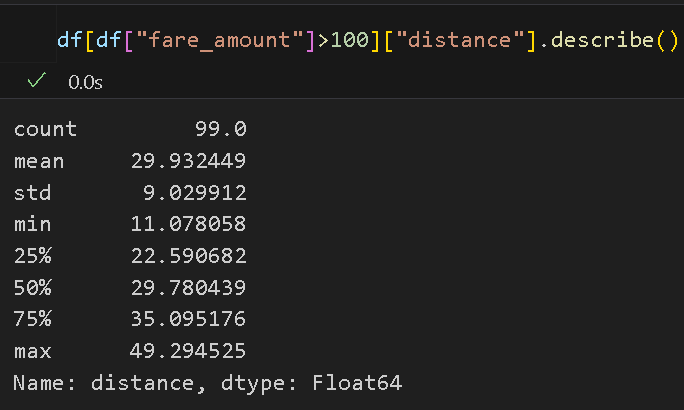 df[df["fare_amount"]>100]["distance"].describe()
0.0s
count 99.0
mean 29.932449
std 9.029912
min 11.078058
25% 22.590682
50% 29.780439
75% 35.095176
max 49.294525
Name: distance, dtype: Float64